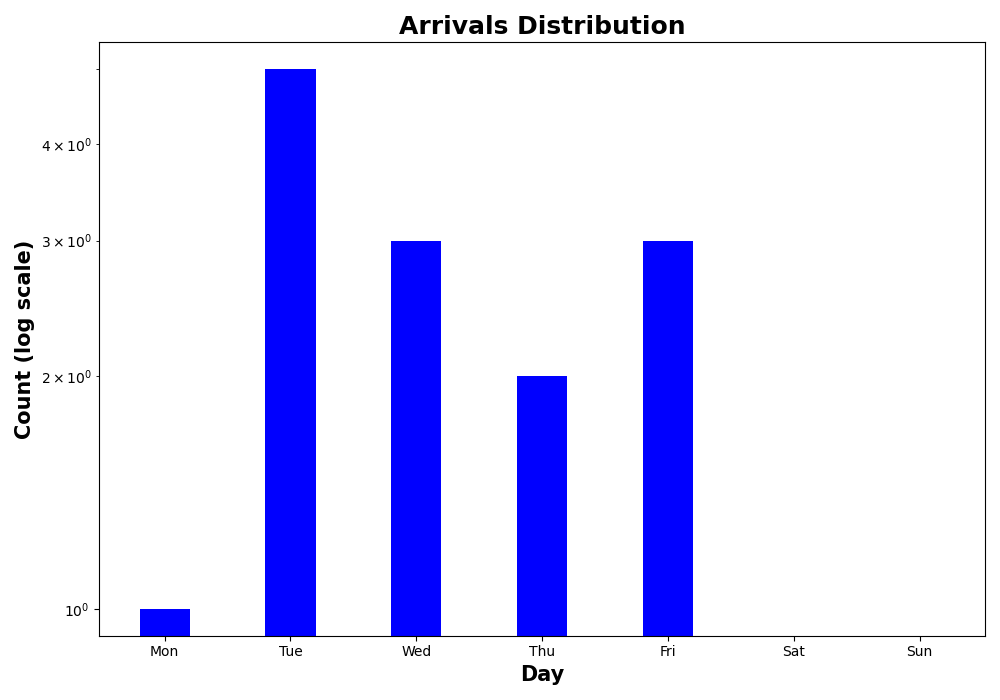 Arrivals Distribution
Count (log scale)
4 × 10⁰
3 × 10⁰
2 × 10⁰
10⁰
Mon Tue Wed Thu Fri Sat Sun
Day